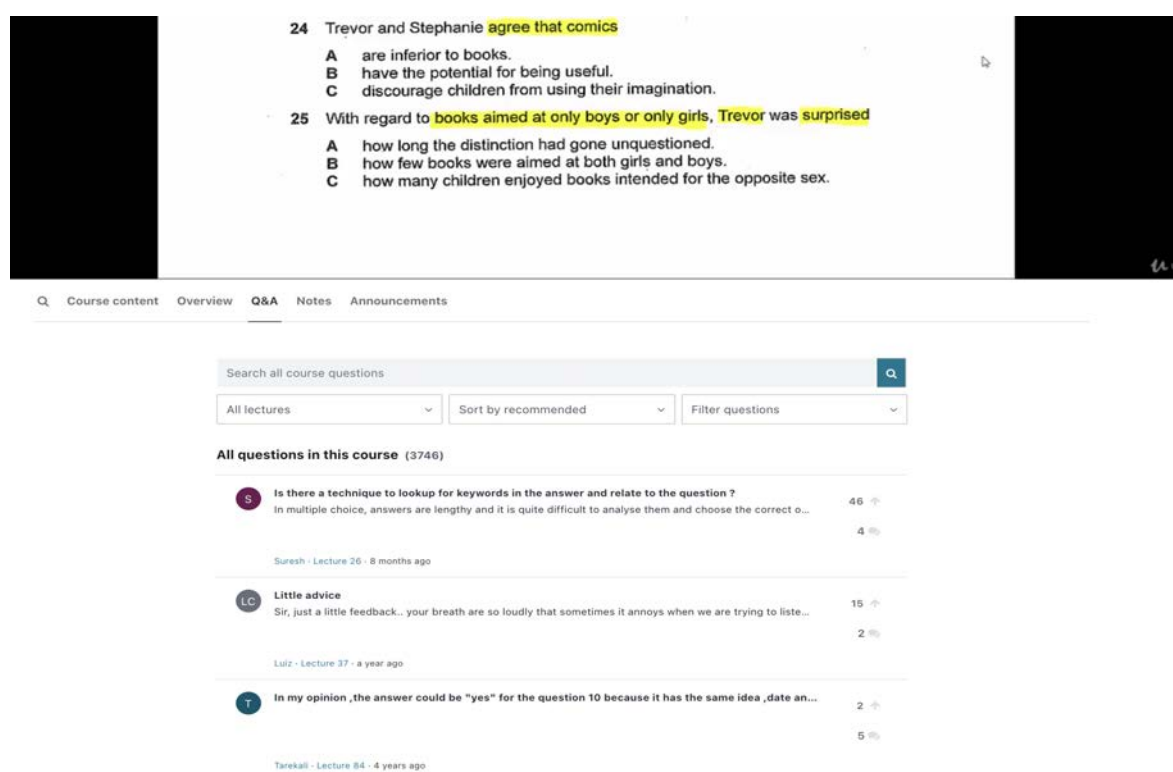 24 Trevor and Stephanie agree that comics
A are inferior to books.
B have the potential for being useful.
C discourage children from using their imagination.
25 With regard to books aimed at only boys or only girls, Trevor was surprised
A how long the distinction had gone unquestioned.
B how few books were aimed at both girls and boys.
C how many children enjoyed books intended for the opposite sex.
Course content Overview Q&A Notes Announcements
Search all course questions
All lectures Sort by recommended Filter questions
All questions in this course (3746)
S Is there a technique to lookup for keywords in the answer and relate to the question ? 46
In multiple choice, answers are lengthy and it is quite difficult to analyse them and choose the correct o...
4
Suresh · Lecture 26 · 8 months ago
LC Little advice 15
Sir, just a little feedback.. your breath are so loudly that sometimes it annoys when we are trying to liste...
2
Luiz · Lecture 37 · a year ago
T In my opinion ,the answer could be "yes" for the question 10 because it has the same idea ,date an... 2
5
Tarekali · Lecture 84 · 4 years ago